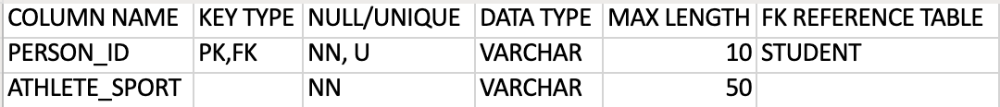 COLUMN NAME KEY TYPE NULL/UNIQUE DATA TYPE MAX LENGTH FK REFERENCE TABLE
PERSON_ID PK,FK NN, U VARCHAR 10 STUDENT
ATHLETE_SPORT NN VARCHAR 50